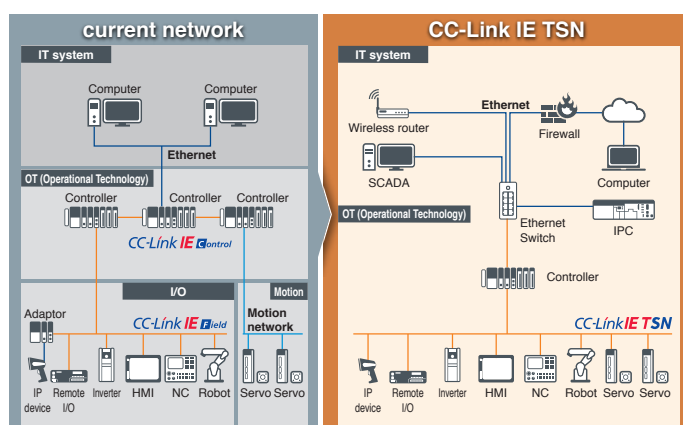 current network
IT system
Computer
Computer
Ethernet
OT (Operational Technology)
Controller
Controller
Controller
CC-Link IE Control
I/O
Motion
Adaptor
CC-Link IE Field
Motion
network
IP
device
Remote
I/O
Inverter
HMI
NC
Robot
Servo
Servo
CC-Link IE TSN
IT system
Wireless router
Ethernet
Firewall
SCADA
Computer
OT (Operational Technology)
Ethernet
Switch
IPC
Controller
CC-Link IE TSN
IP
device
Remote
I/O
Inverter
HMI
NC
Robot
Servo
Servo